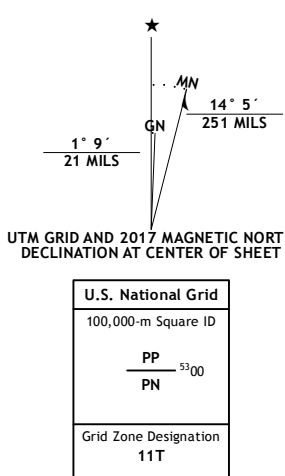 ★
MN
GN
14° 5´
251 MILS
1° 9´
21 MILS
UTM GRID AND 2017 MAGNETIC NORT
DECLINATION AT CENTER OF SHEET
U.S. National Grid
100,000-m Square ID
PP
5300
PN
Grid Zone Designation
11T